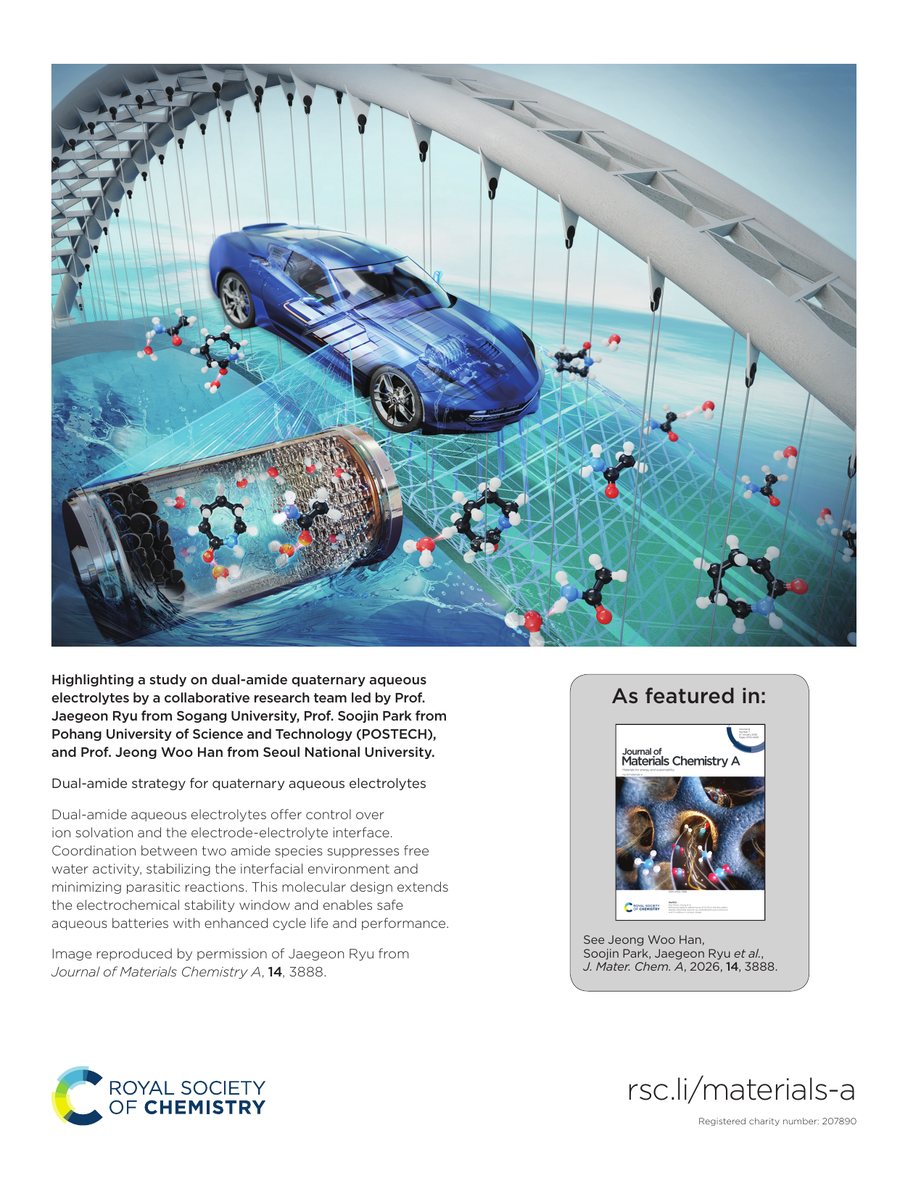 Highlighting a study on dual-amide quaternary aqueous
electrolytes by a collaborative research team led by Prof.
Jaegeon Ryu from Sogang University, Prof. Soojin Park from
Pohang University of Science and Technology (POSTECH),
and Prof. Jeong Woo Han from Seoul National University.
Dual-amide strategy for quaternary aqueous electrolytes
Dual-amide aqueous electrolytes offer control over
ion solvation and the electrode-electrolyte interface.
Coordination between two amide species suppresses free
water activity, stabilizing the interfacial environment and
minimizing parasitic reactions. This molecular design extends
the electrochemical stability window and enables safe
aqueous batteries with enhanced cycle life and performance.
Image reproduced by permission of Jaegeon Ryu from
Journal of Materials Chemistry A, 14, 3888.
As featured in:
Journal of
Materials Chemistry A
ROYAL SOCIETY
OF CHEMISTRY
See Jeong Woo Han,
Soojin Park, Jaegeon Ryu et al.,
J. Mater. Chem. A, 2026, 14, 3888.
ROYAL SOCIETY
OF CHEMISTRY
rsc.li/materials-a
Registered charity number: 207890